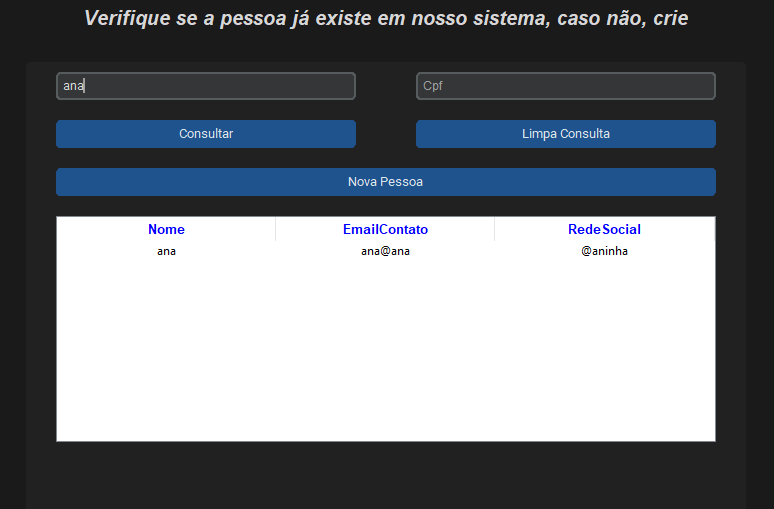 Verifique se a pessoa já existe em nosso sistema, caso não, crie
ana Cpf
Consultar Limpa Consulta
Nova Pessoa
Nome EmailContato RedeSocial
ana ana@ana @aninha